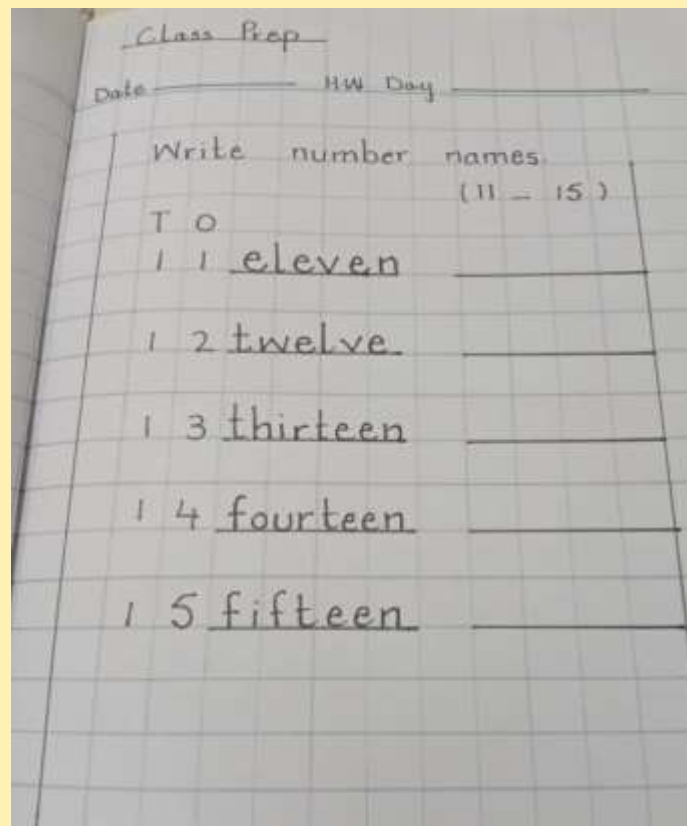 Class Prep
Date HW Day
Write number names.
(11 - 15)
T O
1 1 eleven
1 2 twelve
1 3 thirteen
1 4 fourteen
1 5 fifteen